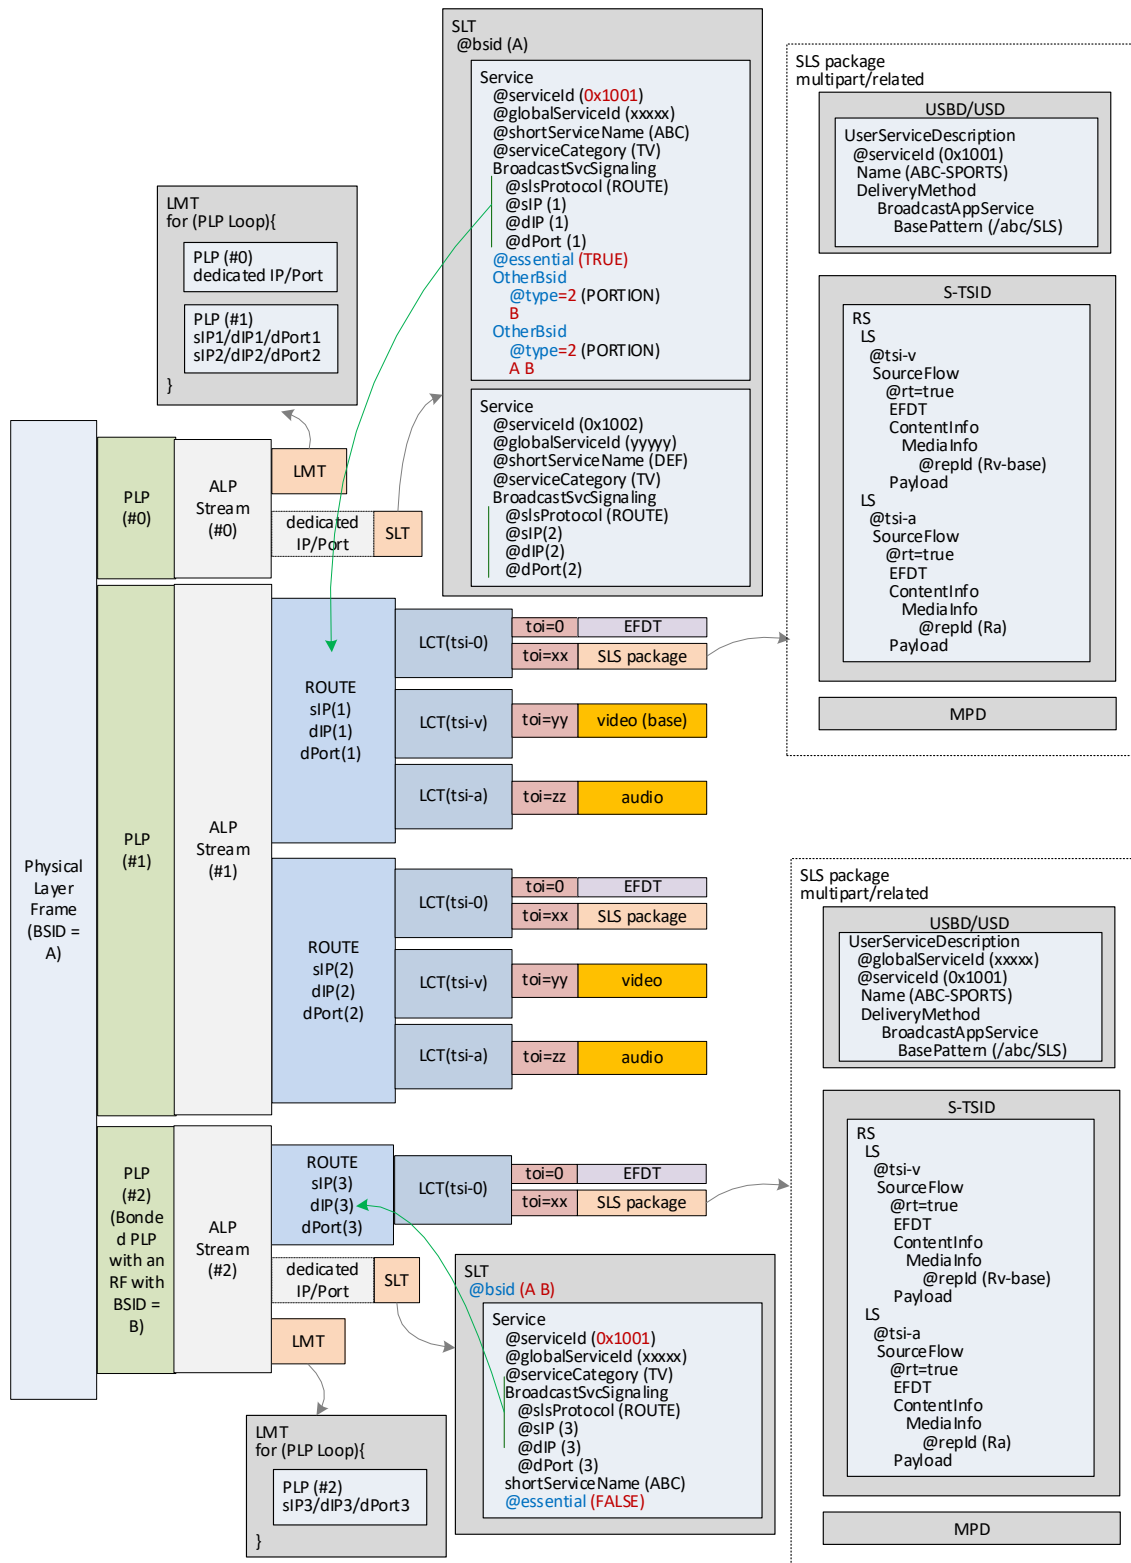 SLT
@bsid (A)
Service
@serviceId (0x1001)
@globalServiceId (xxxxx)
@shortServiceName (ABC)
@serviceCategory (TV)
BroadcastSvcSignaling
@slsProtocol (ROUTE)
@sIP (1)
@dIP (1)
@dPort (1)
@essential (TRUE)
OtherBsid
@type=2 (PORTION)
B
OtherBsid
@type=2 (PORTION)
A B
Service
@serviceId (0x1002)
@globalServiceId (yyyyy)
@shortServiceName (DEF)
@serviceCategory (TV)
BroadcastSvcSignaling
@slsProtocol (ROUTE)
@sIP(2)
@dIP(2)
@dPort(2)
SLS package
multipart/related
USBD/USD
UserServiceDescription
@serviceId (0x1001)
Name (ABC-SPORTS)
DeliveryMethod
BroadcastAppService
BasePattern (/abc/SLS)
S-TSID
RS
LS
@tsi-v
SourceFlow
@rt=true
EFDT
ContentInfo
MediaInfo
@repId (Rv-base)
Payload
LS
@tsi-a
SourceFlow
@rt=true
EFDT
ContentInfo
MediaInfo
@repId (Ra)
Payload
MPD
LMT
for (PLP Loop){
PLP (#0)
dedicated IP/Port
PLP (#1)
sIP1/dIP1/dPort1
sIP2/dIP2/dPort2
}
Physical
Layer
Frame
(BSID =
A)
PLP
(#0)
ALP
Stream
(#0)
LMT
dedicated
IP/Port
SLT
PLP
(#1)
ALP
Stream
(#1)
ROUTE
sIP(1)
dIP(1)
dPort(1)
LCT(tsi-0)
toi=0
EFDT
toi=xx
SLS package
LCT(tsi-v)
toi=yy
video (base)
LCT(tsi-a)
toi=zz
audio
ROUTE
sIP(2)
dIP(2)
dPort(2)
LCT(tsi-0)
toi=0
EFDT
toi=xx
SLS package
LCT(tsi-v)
toi=yy
video
LCT(tsi-a)
toi=zz
audio
PLP
(#2)
(Bonde
d PLP
with an
RF with
BSID =
B)
ALP
Stream
(#2)
ROUTE
sIP(3)
dIP(3)
dPort(3)
LCT(tsi-0)
toi=0
EFDT
toi=xx
SLS package
dedicated
IP/Port
SLT
LMT
SLS package
multipart/related
USBD/USD
UserServiceDescription
@globalServiceId (xxxxx)
@serviceId (0x1001)
Name (ABC-SPORTS)
DeliveryMethod
BroadcastAppService
BasePattern (/abc/SLS)
S-TSID
RS
LS
@tsi-v
SourceFlow
@rt=true
EFDT
ContentInfo
MediaInfo
@repId (Rv-base)
Payload
LS
@tsi-a
SourceFlow
@rt=true
EFDT
ContentInfo
MediaInfo
@repId (Ra)
Payload
MPD
SLT
@bsid (A B)
Service
@serviceId (0x1001)
@globalServiceId (xxxxx)
@serviceCategory (TV)
BroadcastSvcSignaling
@slsProtocol (ROUTE)
@sIP (3)
@dIP (3)
@dPort (3)
shortServiceName (ABC)
@essential (FALSE)
LMT
for (PLP Loop){
PLP (#2)
sIP3/dIP3/dPort3
}